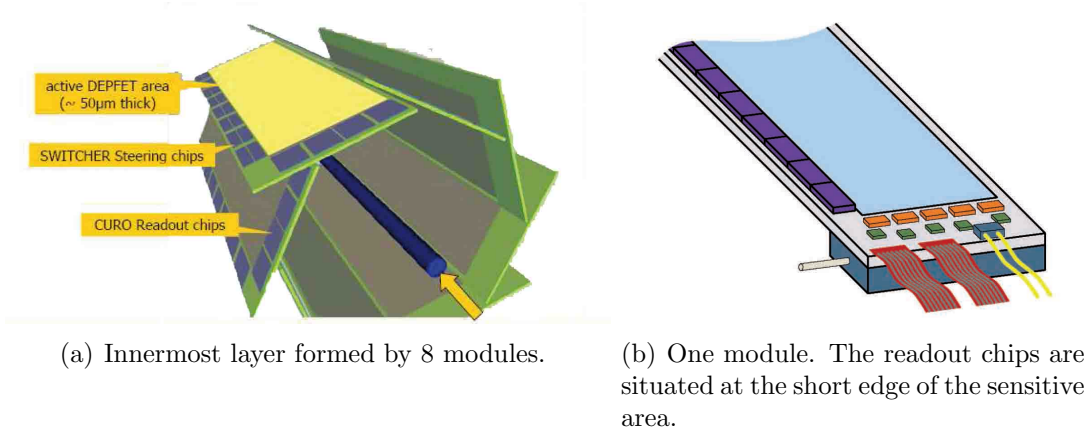 active DEPFET area
(~ 50μm thick)
SWITCHER Steering chips
CURO Readout chips
(a) Innermost layer formed by 8 modules.
(b) One module. The readout chips are
situated at the short edge of the sensitive
area.